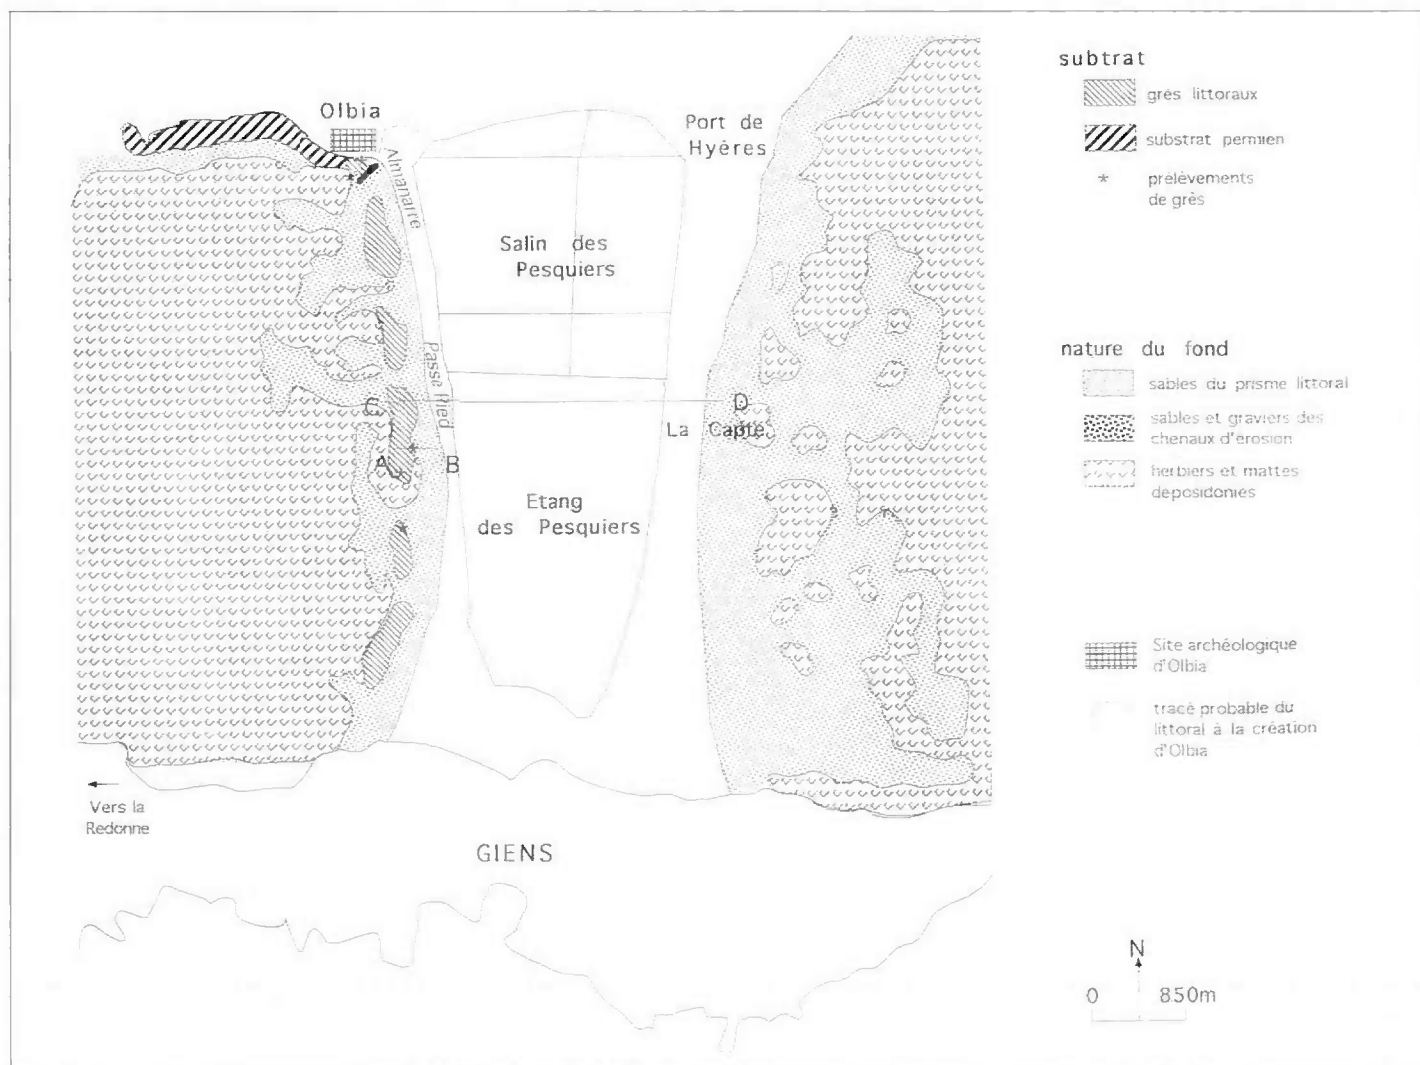 Olbia
Almanarre
Port de
Hyères
Salin des
Pesquiers
Passe Pied
C
D
La Capte
A
B
Etang
des Pesquiers
Vers la
Redonne
GIENS
subtrat
grès littoraux
substrat permien
*
prélèvements
de grès
nature du fond
sables du prisme littoral
sables et graviers des
chenaux d'érosion
herbiers et mattes
deposidonies
Site archéologique
d'Olbia
tracé probable du
littoral à la création
d'Olbia
N
0 850m